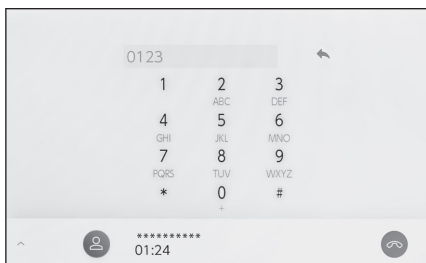 0123
1 2 3
ABC DEF
4 5 6
GHI JKL MNO
7 8 9
PQRS TUV WXYZ
* 0 #
+
**********
01:24